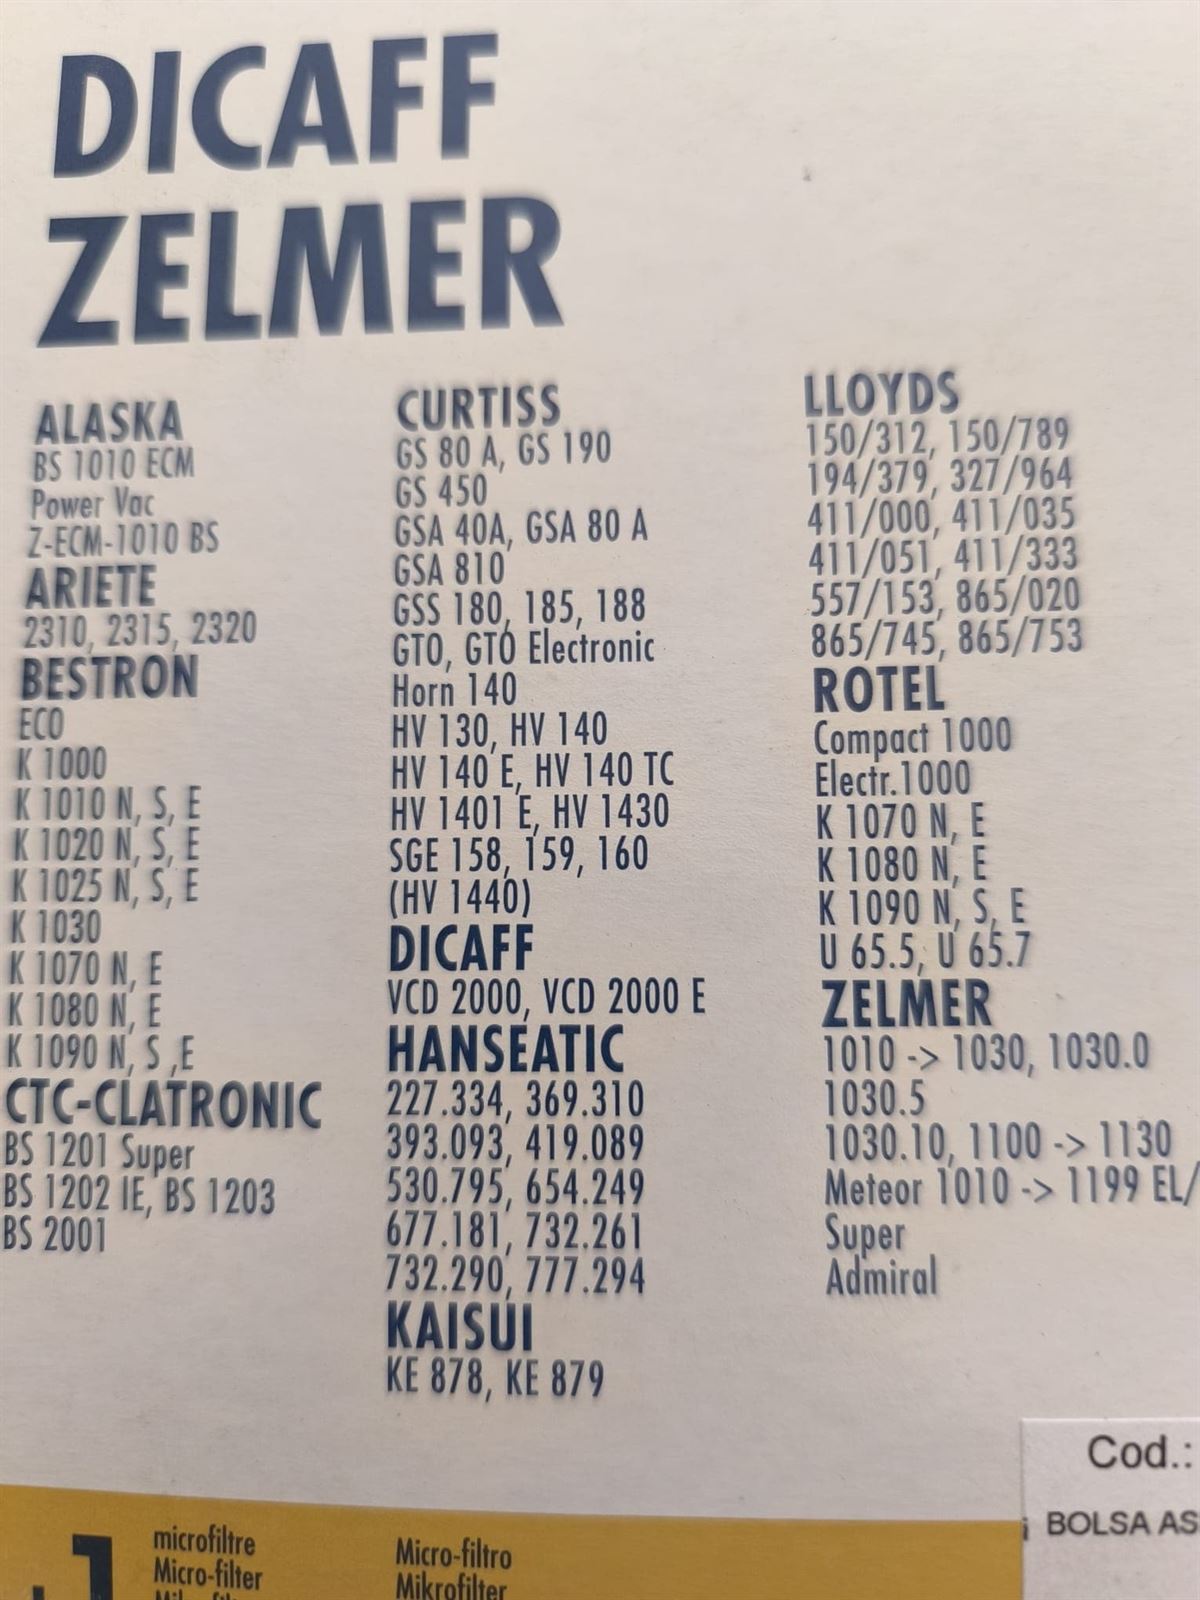 DICAFF
ZELMER
ALASKA
BS 1010 ECM
Power Vac
Z-ECM-1010 BS
ARIETE
2310, 2315, 2320
BESTRON
ECO
K 1000
K 1010 N, S, E
K 1020 N, S, E
K 1025 N, S, E
K 1030
K 1070 N, E
K 1080 N, E
K 1090 N, S ,E
CTC-CLATRONIC
BS 1201 Super
BS 1202 IE, BS 1203
BS 2001
CURTISS
GS 80 A, GS 190
GS 450
GSA 40A, GSA 80 A
GSA 810
GSS 180, 185, 188
GTO, GTO Electronic
Horn 140
HV 130, HV 140
HV 140 E, HV 140 TC
HV 1401 E, HV 1430
SGE 158, 159, 160
(HV 1440)
DICAFF
VCD 2000, VCD 2000 E
HANSEATIC
227.334, 369.310
393.093, 419.089
530.795, 654.249
677.181, 732.261
732.290, 777.294
KAISUI
KE 878, KE 879
LLOYDS
150/312, 150/789
194/379, 327/964
411/000, 411/035
411/051, 411/333
557/153, 865/020
865/745, 865/753
ROTEL
Compact 1000
Electr.1000
K 1070 N, E
K 1080 N, E
K 1090 N, S, E
U 65.5, U 65.7
ZELMER
1010 -> 1030, 1030.0
1030.5
1030.10, 1100 -> 1130
Meteor 1010 -> 1199 EL/
Super
Admiral
Cod.:
BOLSA AS
microfiltre
Micro-filter
Micro-filtro
Mikrofilter